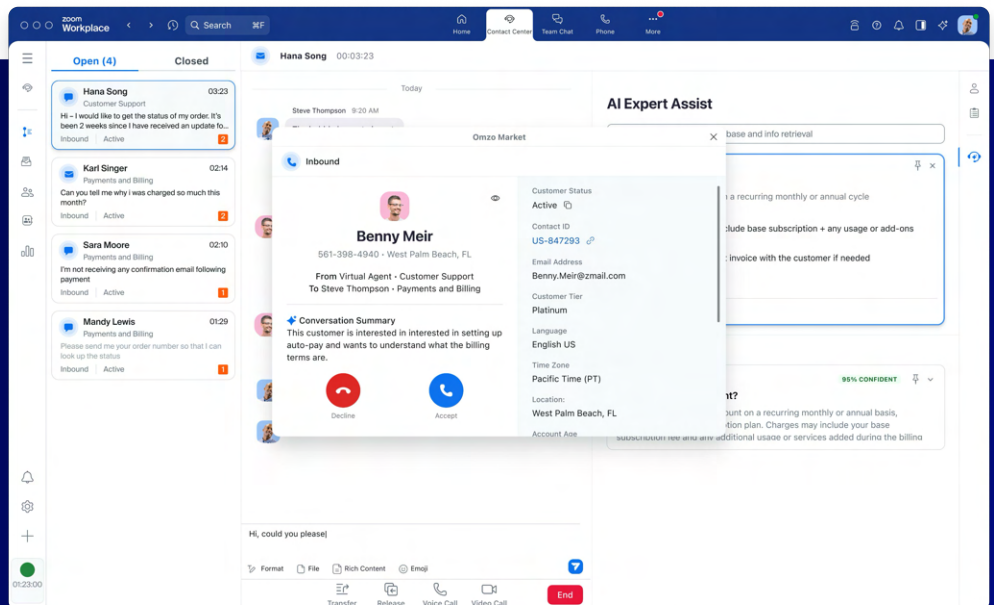 zoom
Workplace
Search
⌘F
Home
Contact Center
Team Chat
Phone
More
Open (4)
Closed
Hana Song
03:23
Customer Support
Hi – I would like to get the status of my order. It's
been 2 weeks since I have received an update fo...
Inbound
Active
2
Karl Singer
02:14
Payments and Billing
Can you tell me why i was charged so much this
month?
Inbound
Active
2
Sara Moore
02:10
Payments and Billing
I'm not receiving any confirmation email following
payment
Inbound
Active
1
Mandy Lewis
01:29
Payments and Billing
Please send me your order number so that I can
look up the status
Inbound
Active
1
01:23:00
Hana Song
00:03:23
Today
Steve Thompson
9:20 AM
Omzo Market
Inbound
Benny Meir
561-398-4940 • West Palm Beach, FL
From Virtual Agent • Customer Support
To Steve Thompson • Payments and Billing
Conversation Summary
This customer is interested in interested in setting up
auto-pay and wants to understand what the billing
terms are.
Decline
Accept
Customer Status
Active
Contact ID
US-847293
Email Address
Benny.Meir@zmail.com
Customer Tier
Platinum
Language
English US
Time Zone
Pacific Time (PT)
Location:
West Palm Beach, FL
Account Age
Hi, could you please
Format
File
Rich Content
Emoji
Transfer
Release
Voice Call
Video Call
End
AI Expert Assist
base and info retrieval
a recurring monthly or annual cycle
clude base subscription + any usage or add-ons
invoice with the customer if needed
95% CONFIDENT
nt?
unt on a recurring monthly or annual basis,
tion plan. Charges may include your base
subscription fee and any additional usage or services added during the billing